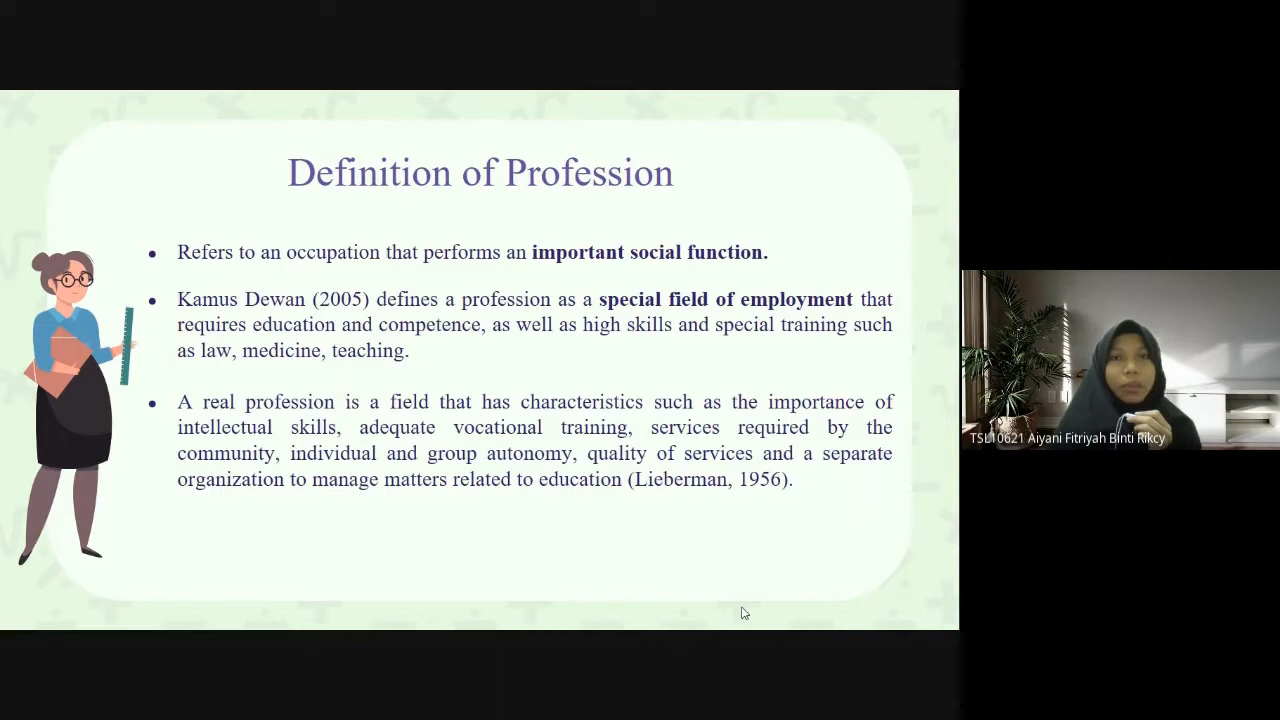 Definition of Profession
● Refers to an occupation that performs an important social function.
● Kamus Dewan (2005) defines a profession as a special field of employment that
requires education and competence, as well as high skills and special training such
as law, medicine, teaching.
● A real profession is a field that has characteristics such as the importance of
intellectual skills, adequate vocational training, services required by the
community, individual and group autonomy, quality of services and a separate
organization to manage matters related to education (Lieberman, 1956).
TSL10621 Aiyani Fitriyah Binti Rikcy